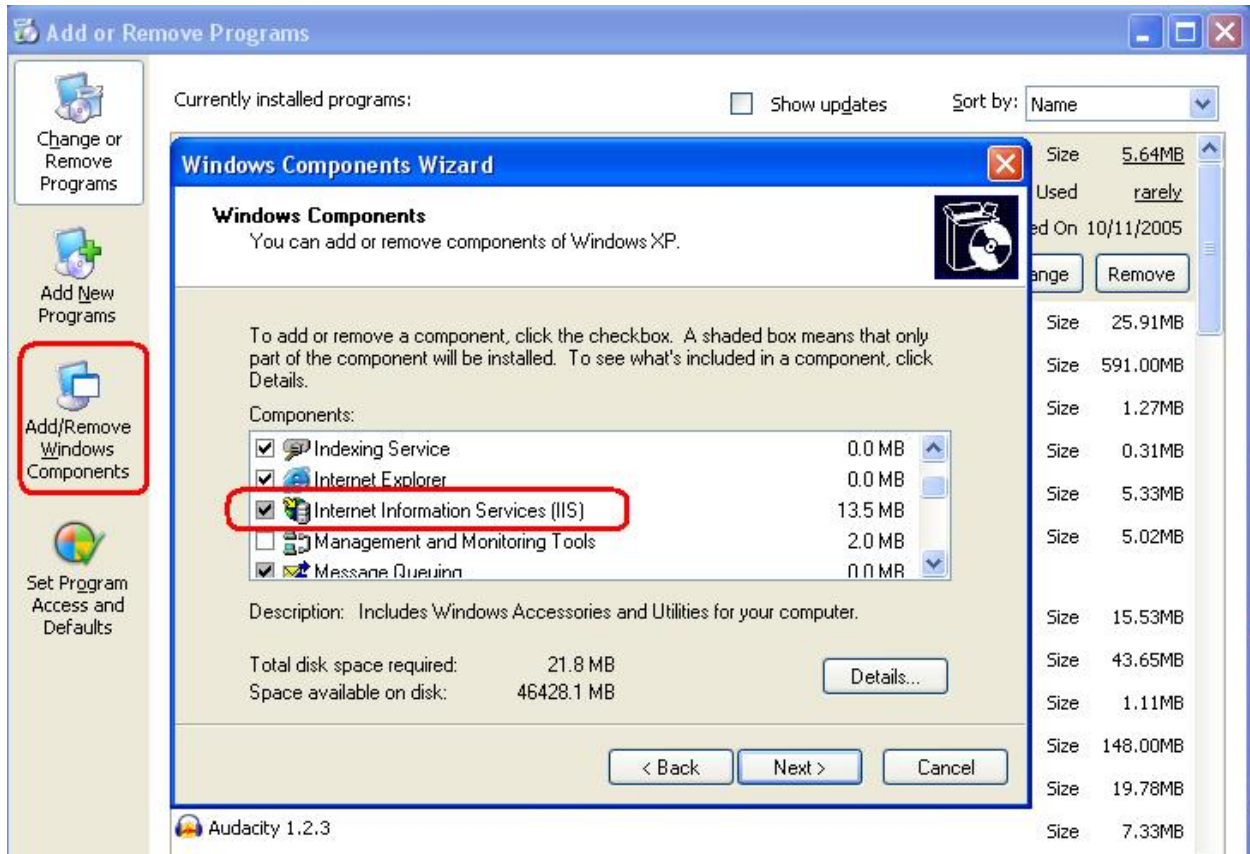 Add or Remove Programs
Change or
Remove
Programs
Add New
Programs
Add/Remove
Windows
Components
Set Program
Access and
Defaults
Currently installed programs:
Show updates
Sort by: Name
Size 5.64MB
Used rarely
ed On 10/11/2005
ange Remove
Size 25.91MB
Size 591.00MB
Size 1.27MB
Size 0.31MB
Size 5.33MB
Size 5.02MB
Size 15.53MB
Size 43.65MB
Size 1.11MB
Size 148.00MB
Size 19.78MB
Audacity 1.2.3 Size 7.33MB
Windows Components Wizard
Windows Components
You can add or remove components of Windows XP.
To add or remove a component, click the checkbox. A shaded box means that only
part of the component will be installed. To see what's included in a component, click
Details.
Components:
Indexing Service 0.0 MB
Internet Explorer 0.0 MB
Internet Information Services (IIS) 13.5 MB
Management and Monitoring Tools 2.0 MB
Message Queuing 0.0 MB
Description: Includes Windows Accessories and Utilities for your computer.
Total disk space required: 21.8 MB
Space available on disk: 46428.1 MB
Details...
< Back Next > Cancel